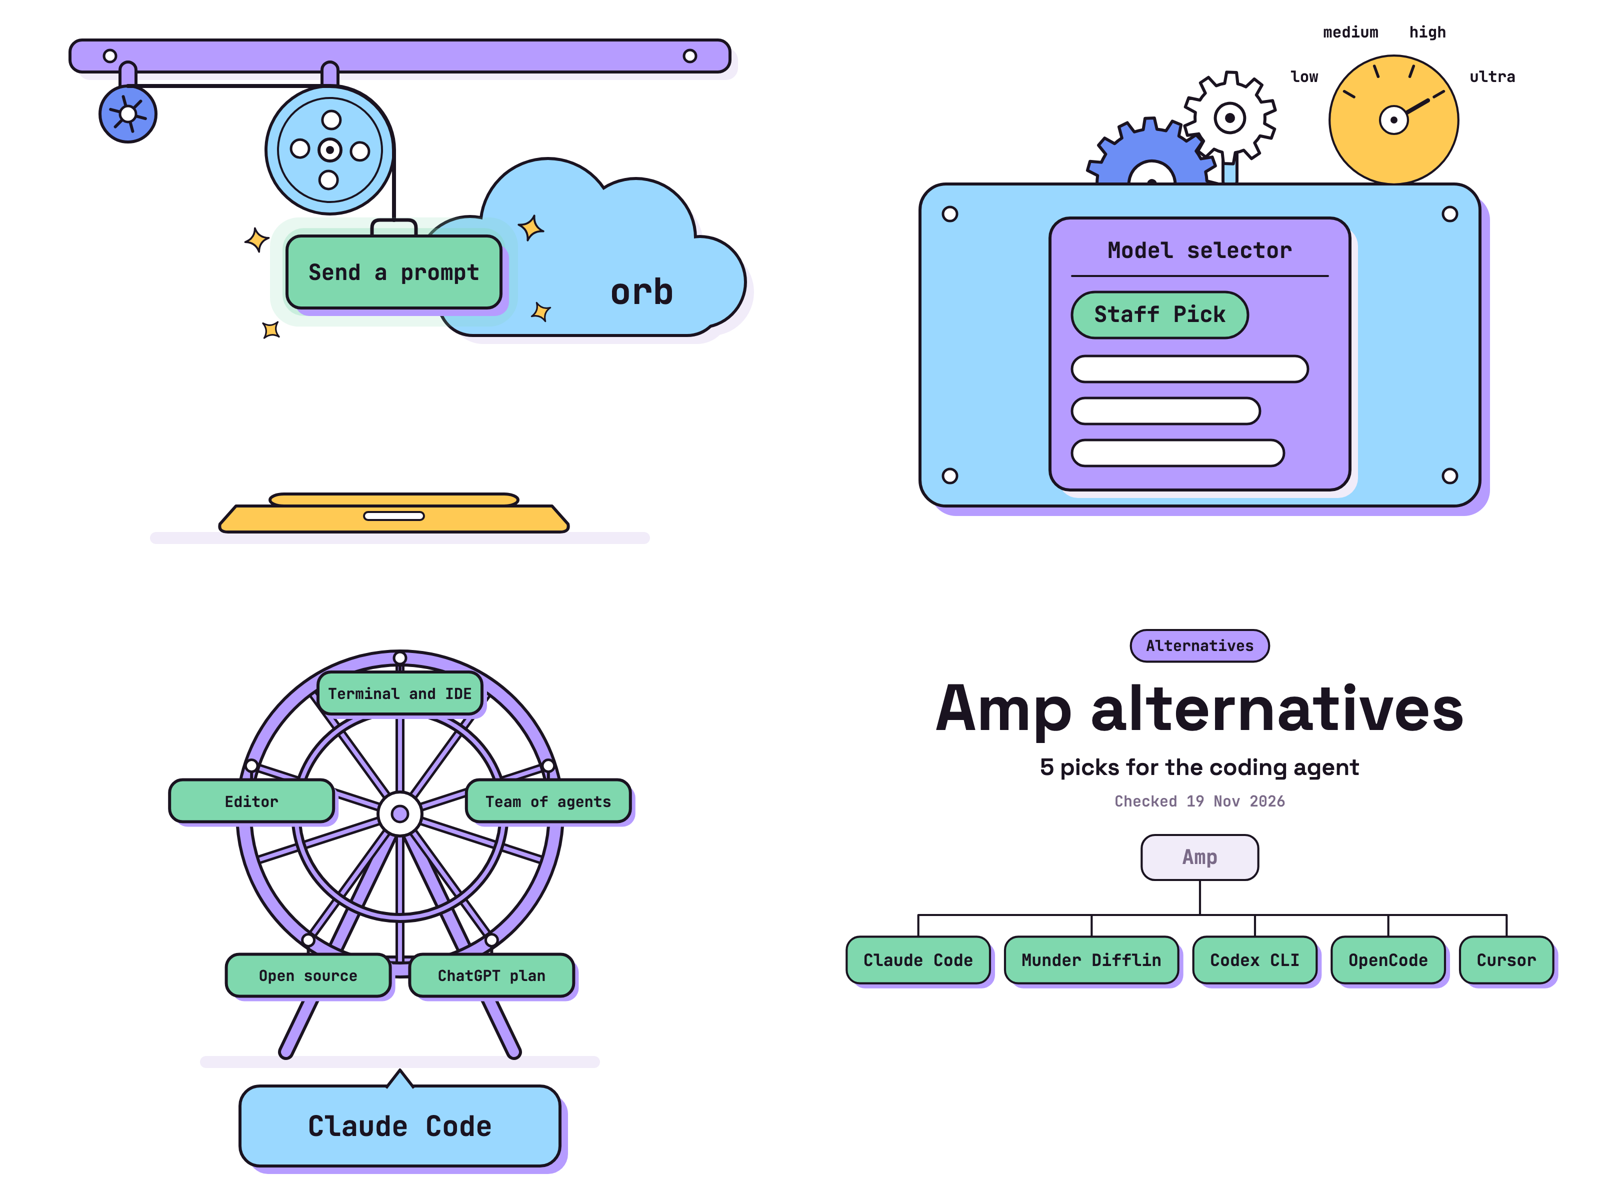 Send a prompt
orb
low
medium
high
ultra
Model selector
Staff Pick
Terminal and IDE
Editor
Team of agents
Open source
ChatGPT plan
Claude Code
Alternatives
Amp alternatives
5 picks for the coding agent
Checked 19 Nov 2026
Amp
Claude Code
Munder Difflin
Codex CLI
OpenCode
Cursor